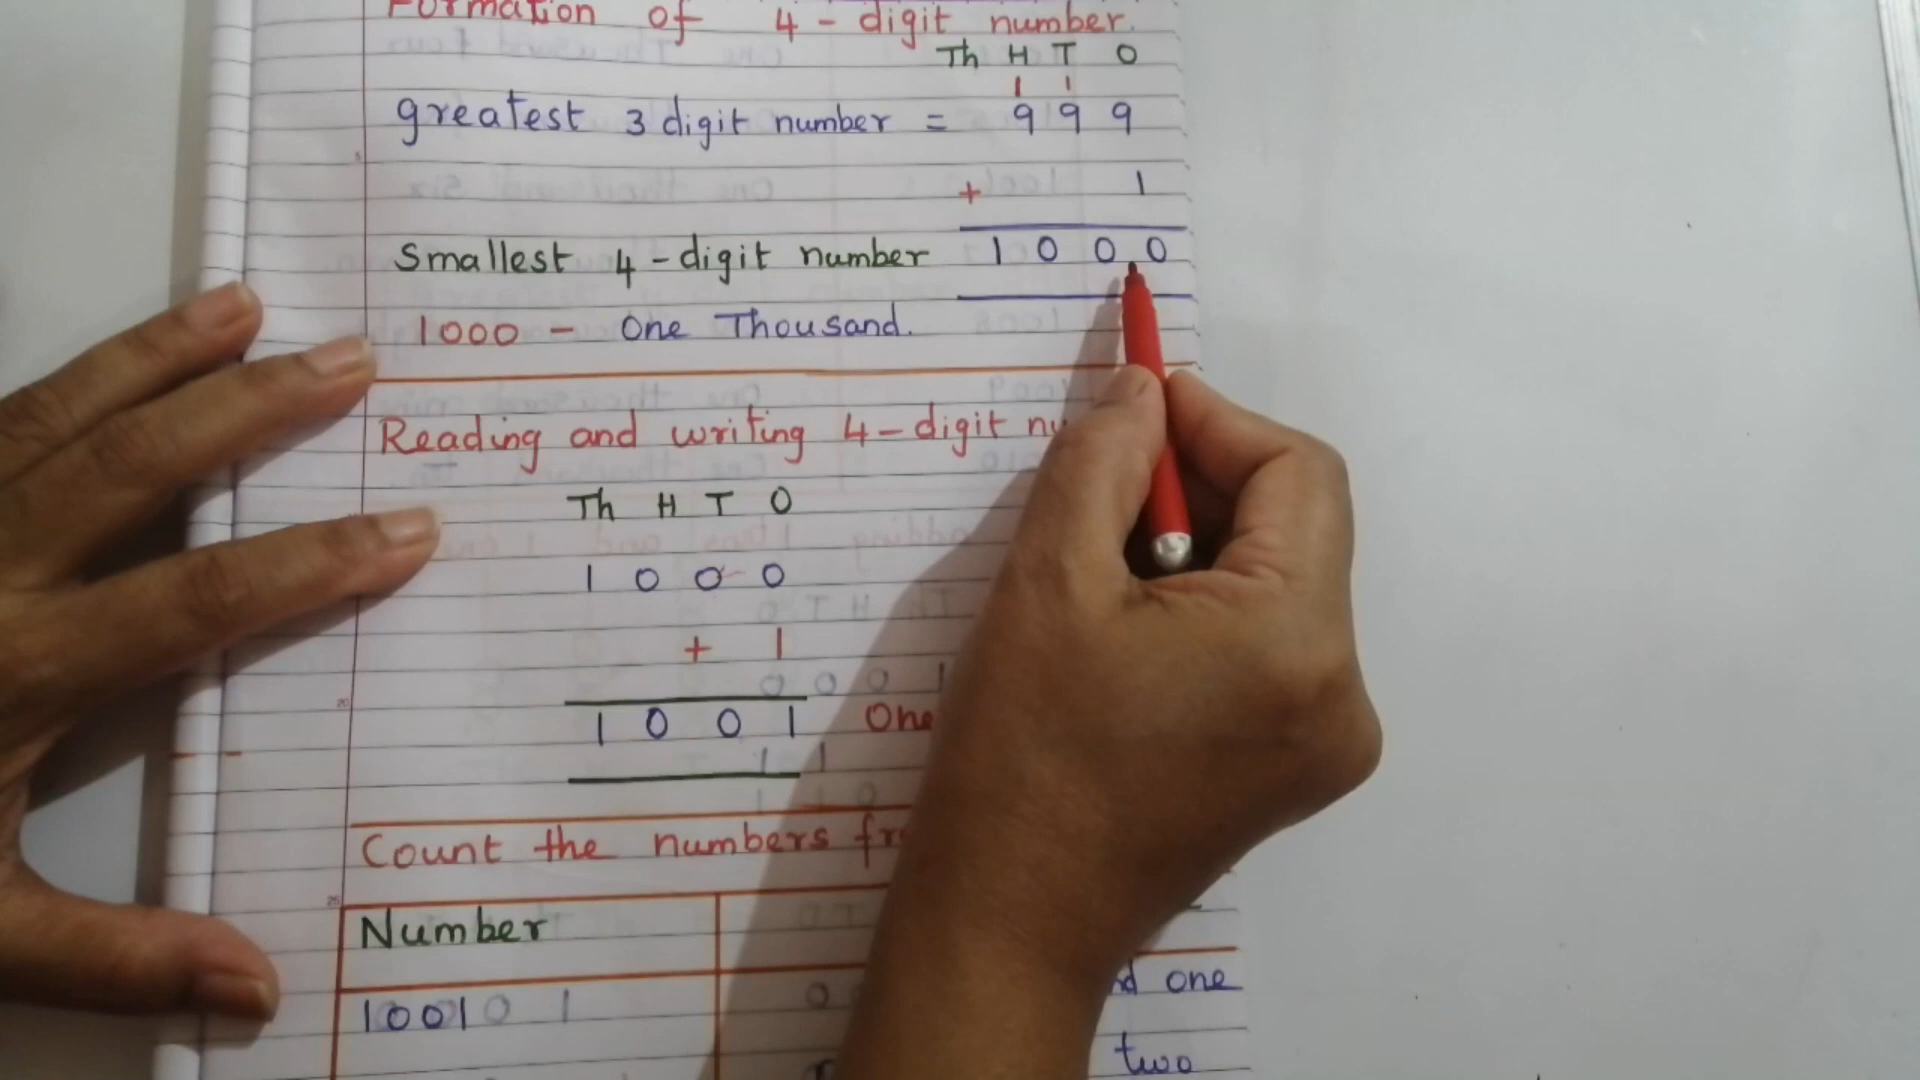 Formation of 4 - digit number.
Th H T O
1 1
greatest 3 digit number = 9 9 9
+ 1
Smallest 4 - digit number 1 0 0 0
1000 - One Thousand.
Reading and writing 4 - digit
Th H T O
1 0 0 0
+ 1
1 0 0 1 One
Count the numbers
Number
1001
one
two